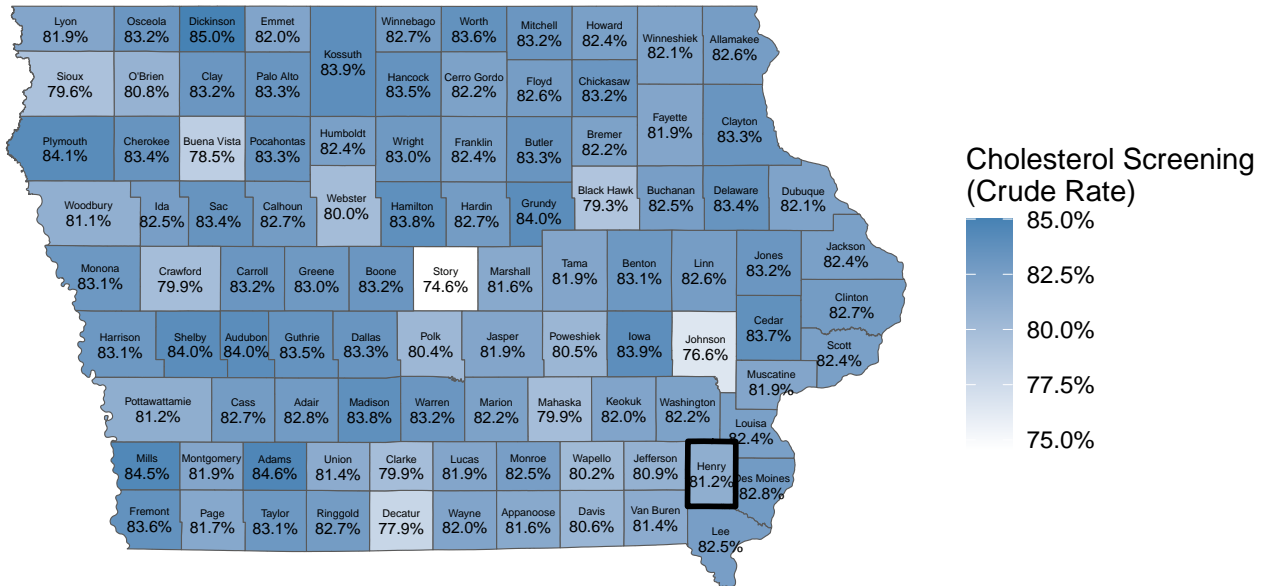 Lyon
81.9%
Osceola
83.2%
Dickinson
85.0%
Emmet
82.0%
Winnebago
82.7%
Worth
83.6%
Mitchell
83.2%
Howard
82.4%
Winneshiek
82.1%
Allamakee
82.6%
Kossuth
83.9%
Sioux
79.6%
O'Brien
80.8%
Clay
83.2%
Palo Alto
83.3%
Hancock
83.5%
Cerro Gordo
82.2%
Floyd
82.6%
Chickasaw
83.2%
Fayette
81.9%
Clayton
83.3%
Plymouth
84.1%
Cherokee
83.4%
Buena Vista
78.5%
Pocahontas
83.3%
Humboldt
82.4%
Wright
83.0%
Franklin
82.4%
Butler
83.3%
Bremer
82.2%
Woodbury
81.1%
Ida
82.5%
Sac
83.4%
Calhoun
82.7%
Webster
80.0%
Hamilton
83.8%
Hardin
82.7%
Grundy
84.0%
Black Hawk
79.3%
Buchanan
82.5%
Delaware
83.4%
Dubuque
82.1%
Monona
83.1%
Crawford
79.9%
Carroll
83.2%
Greene
83.0%
Boone
83.2%
Story
74.6%
Marshall
81.6%
Tama
81.9%
Benton
83.1%
Linn
82.6%
Jones
83.2%
Jackson
82.4%
Clinton
82.7%
Harrison
83.1%
Shelby
84.0%
Audubon
84.0%
Guthrie
83.5%
Dallas
83.3%
Polk
80.4%
Jasper
81.9%
Poweshiek
80.5%
Iowa
83.9%
Johnson
76.6%
Cedar
83.7%
Scott
82.4%
Muscatine
81.9%
Pottawattamie
81.2%
Cass
82.7%
Adair
82.8%
Madison
83.8%
Warren
83.2%
Marion
82.2%
Mahaska
79.9%
Keokuk
82.0%
Washington
82.2%
Louisa
82.4%
Mills
84.5%
Montgomery
81.9%
Adams
84.6%
Union
81.4%
Clarke
79.9%
Lucas
81.9%
Monroe
82.5%
Wapello
80.2%
Jefferson
80.9%
Henry
81.2%
Des Moines
82.8%
Fremont
83.6%
Page
81.7%
Taylor
83.1%
Ringgold
82.7%
Decatur
77.9%
Wayne
82.0%
Appanoose
81.6%
Davis
80.6%
Van Buren
81.4%
Lee
82.5%
Cholesterol Screening
(Crude Rate)
85.0%
82.5%
80.0%
77.5%
75.0%